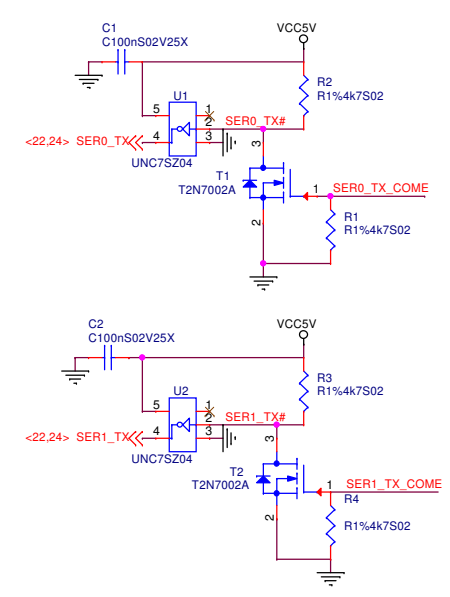 C1
C100nS02V25X
VCC5V
R2
R1%4k7S02
U1
5
1
2
SER0_TX#
<22,24> SER0_TX
4
3
UNC7SZ04
3
T1
T2N7002A
1
SER0_TX_COME
2
R1
R1%4k7S02
C2
C100nS02V25X
VCC5V
R3
R1%4k7S02
U2
5
1
2
SER1_TX#
<22,24> SER1_TX
4
3
UNC7SZ04
3
T2
T2N7002A
1
SER1_TX_COME
2
R4
R1%4k7S02